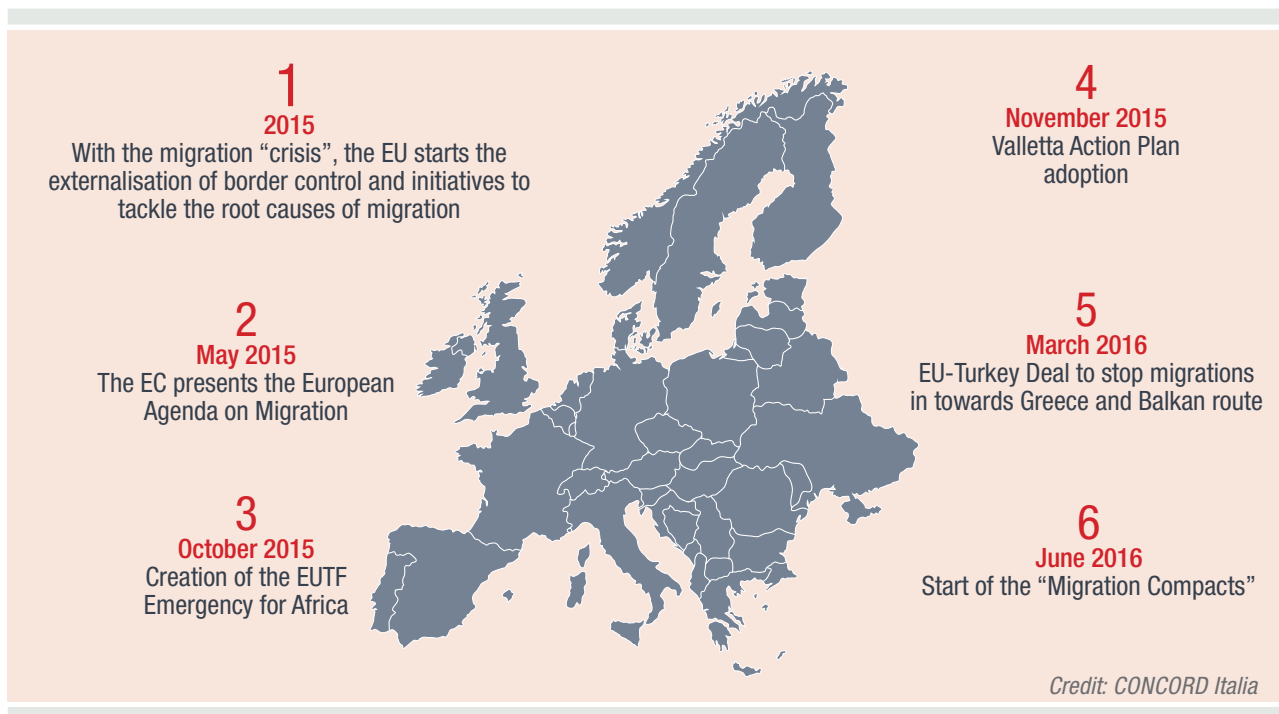 1
2015
With the migration “crisis”, the EU starts the
externalisation of border control and initiatives to
tackle the root causes of migration
2
May 2015
The EC presents the European
Agenda on Migration
3
October 2015
Creation of the EUTF
Emergency for Africa
4
November 2015
Valletta Action Plan
adoption
5
March 2016
EU-Turkey Deal to stop migrations
in towards Greece and Balkan route
6
June 2016
Start of the “Migration Compacts”
Credit: CONCORD Italia